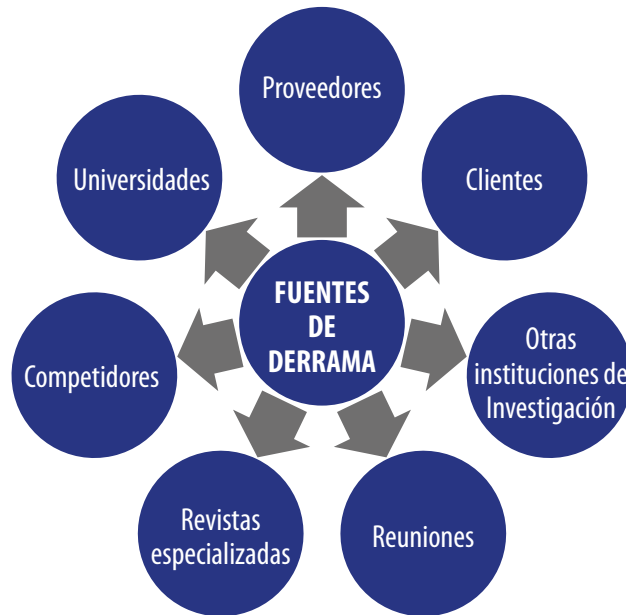 Proveedores
Universidades
Clientes
FUENTES
DE
DERRAMA
Competidores
Otras
instituciones de
Investigación
Revistas
especializadas
Reuniones